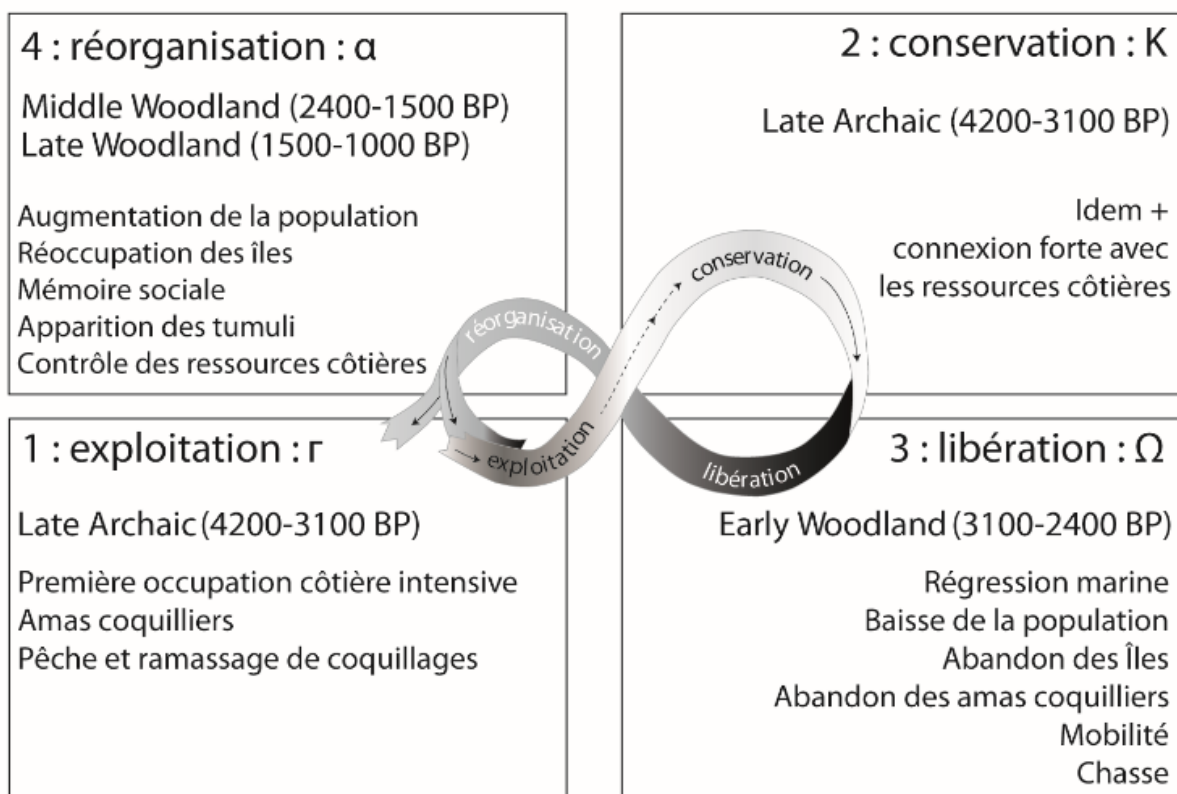 4 : réorganisation : α
Middle Woodland (2400-1500 BP)
Late Woodland (1500-1000 BP)
Augmentation de la population
Réoccupation des îles
Mémoire sociale
Apparition des tumuli
Contrôle des ressources côtières
2 : conservation : K
Late Archaic (4200-3100 BP)
Idem +
connexion forte avec
les ressources côtières
réorganisation
conservation
exploitation
libération
1 : exploitation : r
Late Archaic (4200-3100 BP)
Première occupation côtière intensive
Amas coquilliers
Pêche et ramassage de coquillages
3 : libération : Ω
Early Woodland (3100-2400 BP)
Régression marine
Baisse de la population
Abandon des Îles
Abandon des amas coquilliers
Mobilité
Chasse